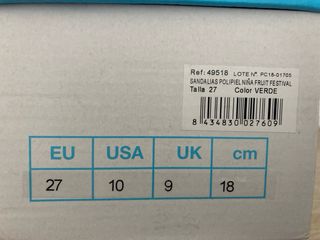 Ref: 49518 LOTE Nº. PC18-01705
SANDALIAS POLIPIEL NIÑA FRUIT FESTIVAL
Talla 27 Color VERDE
8 434830 027609
EU USA UK cm
27 10 9 18